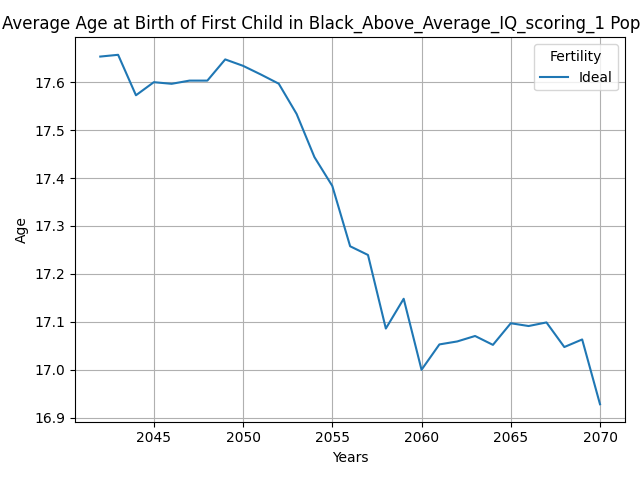 Average Age at Birth of First Child in Black_Above_Average_IQ_scoring_1 Pop
Fertility
Ideal
17.6
17.5
17.4
17.3
17.2
17.1
17.0
16.9
Age
2045 2050 2055 2060 2065 2070
Years